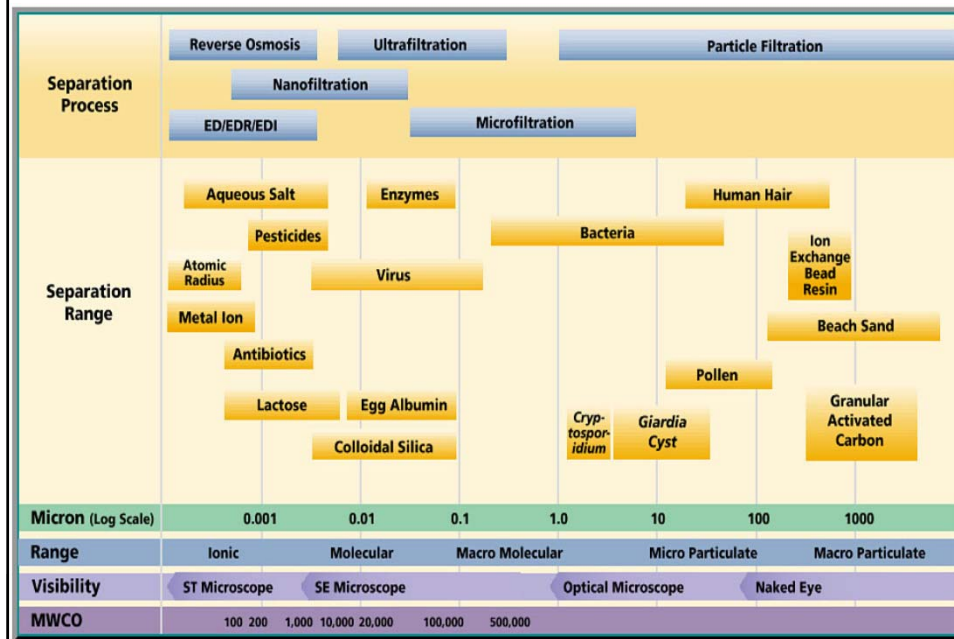 Separation
Process
Reverse Osmosis
Ultrafiltration
Particle Filtration
Nanofiltration
ED/EDR/EDI
Microfiltration
Separation
Range
Aqueous Salt
Enzymes
Human Hair
Pesticides
Bacteria
Ion
Exchange
Bead
Resin
Atomic
Radius
Virus
Metal Ion
Beach Sand
Antibiotics
Pollen
Lactose
Egg Albumin
Cryp-
tospor-
idium
Giardia
Cyst
Granular
Activated
Carbon
Colloidal Silica
Micron (Log Scale) 0.001 0.01 0.1 1.0 10 100 1000
Range Ionic Molecular Macro Molecular Micro Particulate Macro Particulate
Visibility ST Microscope SE Microscope Optical Microscope Naked Eye
MWCO 100 200 1,000 10,000 20,000 100,000 500,000